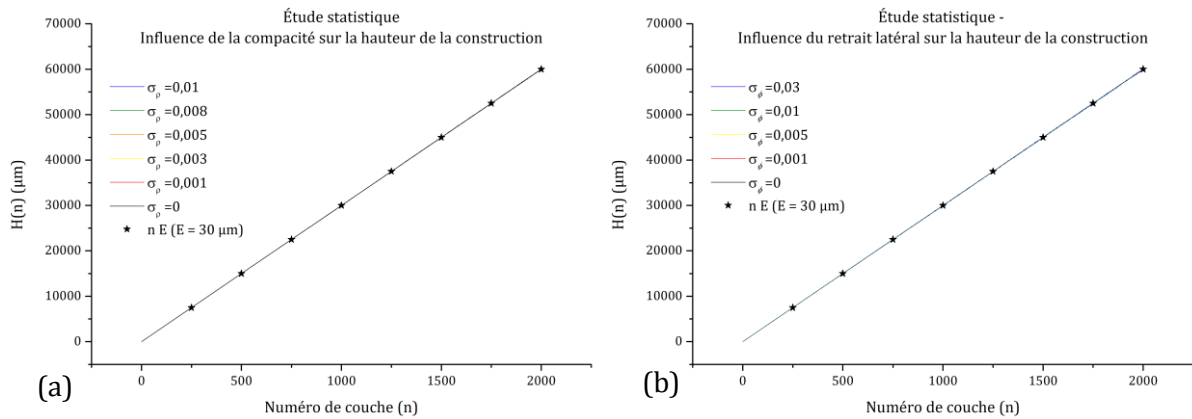 Étude statistique
Influence de la compacité sur la hauteur de la construction
70000
60000
50000
40000
30000
20000
10000
0
H(n) (µm)
σρ =0,01
σρ =0,008
σρ =0,005
σρ =0,003
σρ =0,001
σρ =0
n E (E = 30 µm)
0 500 1000 1500 2000
Numéro de couche (n)
(a)
Étude statistique -
Influence du retrait latéral sur la hauteur de la construction
70000
60000
50000
40000
30000
20000
10000
0
H(n) (µm)
σϕ =0,03
σϕ =0,01
σϕ =0,005
σϕ =0,001
σϕ =0
n E (E = 30 µm)
0 500 1000 1500 2000
Numéro de couche (n)
(b)